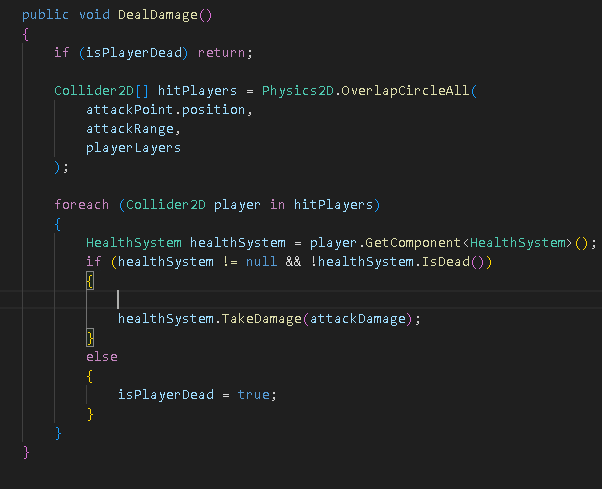 public void DealDamage()
{
if (isPlayerDead) return;
Collider2D[] hitPlayers = Physics2D.OverlapCircleAll(
attackPoint.position,
attackRange,
playerLayers
);
foreach (Collider2D player in hitPlayers)
{
HealthSystem healthSystem = player.GetComponent<HealthSystem>();
if (healthSystem != null && !healthSystem.IsDead())
{
healthSystem.TakeDamage(attackDamage);
}
else
{
isPlayerDead = true;
}
}
}